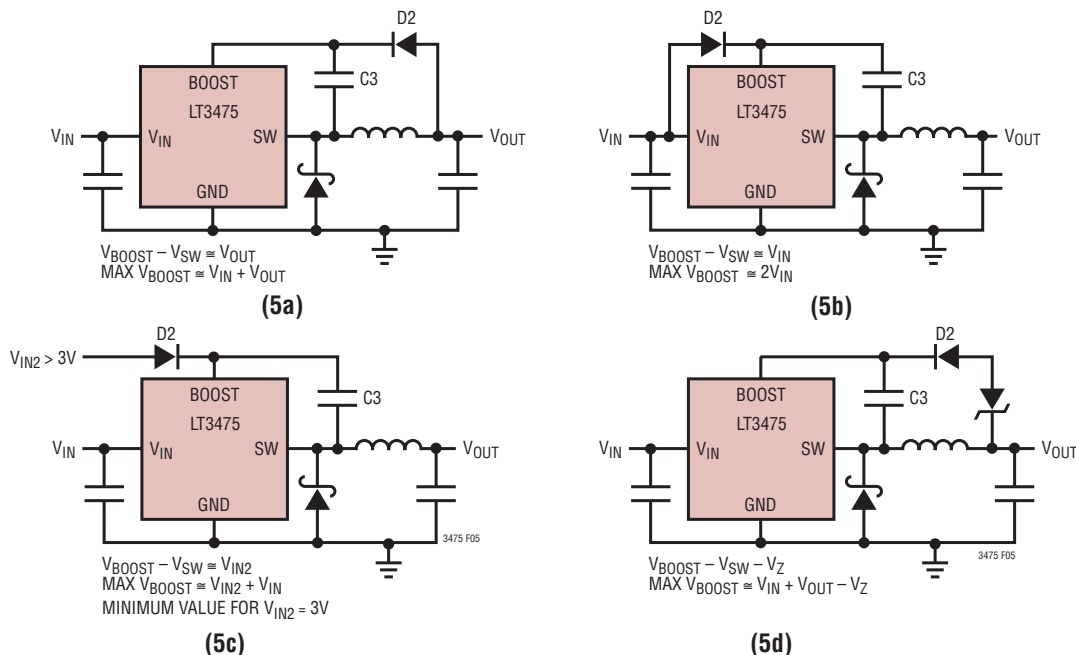 D2
C3
BOOST
LT3475
V_IN
V_IN
SW
V_OUT
GND
V_BOOST – V_SW ≅ V_OUT
MAX V_BOOST ≅ V_IN + V_OUT
(5a)
D2
C3
BOOST
LT3475
V_IN
V_IN
SW
V_OUT
GND
V_BOOST – V_SW ≅ V_IN
MAX V_BOOST ≅ 2V_IN
(5b)
D2
V_IN2 > 3V
BOOST
C3
LT3475
V_IN
V_IN
SW
V_OUT
GND
3475 F05
V_BOOST – V_SW ≅ V_IN2
MAX V_BOOST ≅ V_IN2 + V_IN
MINIMUM VALUE FOR V_IN2 = 3V
(5c)
D2
BOOST
C3
LT3475
V_IN
V_IN
SW
V_OUT
GND
3475 F05
V_BOOST – V_SW – V_Z
MAX V_BOOST ≅ V_IN + V_OUT – V_Z
(5d)